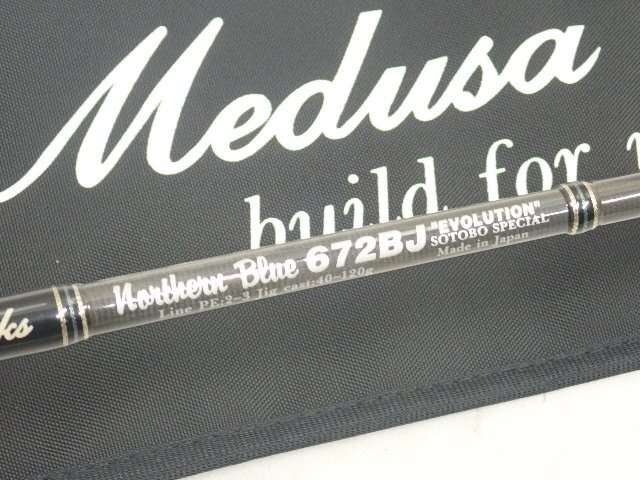 Medusa
build for
ks
Northern Blue 672BJ "EVOLUTION"
SOTOBO SPECIAL
Line PE:2-3 Jig cast:40-120g
Made in Japan